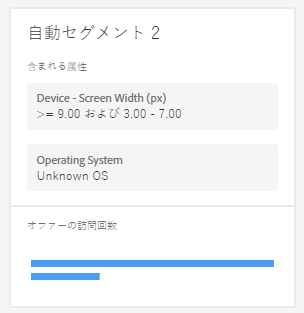 自動セグメント 2
含まれる属性
Device - Screen Width (px)
>= 9.00 および 3.00 - 7.00
Operating System
Unknown OS
オファーの訪問回数